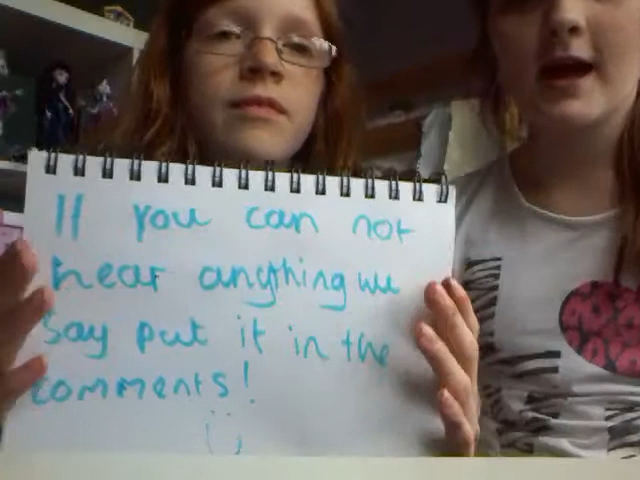 If you can not
hear anything we
say put it in the
comments!
:)